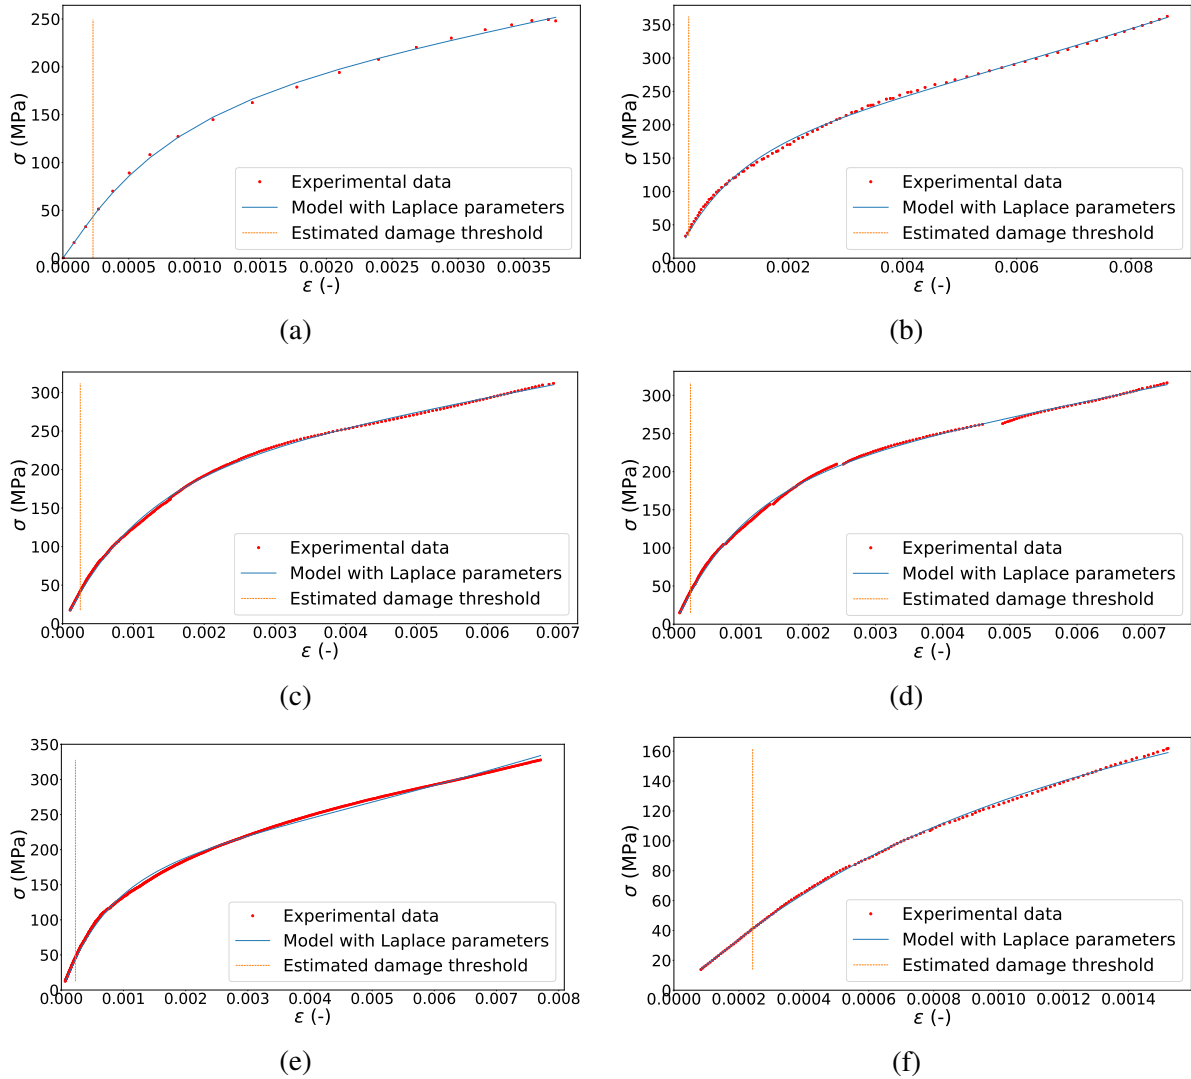 250
200
150
100
50
0
σ (MPa)
Experimental data
Model with Laplace parameters
Estimated damage threshold
0.0000 0.0005 0.0010 0.0015 0.0020 0.0025 0.0030 0.0035
ε (-)
(a)
350
300
250
200
150
100
50
0
σ (MPa)
Experimental data
Model with Laplace parameters
Estimated damage threshold
0.000 0.002 0.004 0.006 0.008
ε (-)
(b)
300
250
200
150
100
50
0
σ (MPa)
Experimental data
Model with Laplace parameters
Estimated damage threshold
0.000 0.001 0.002 0.003 0.004 0.005 0.006 0.007
ε (-)
(c)
300
250
200
150
100
50
0
σ (MPa)
Experimental data
Model with Laplace parameters
Estimated damage threshold
0.000 0.001 0.002 0.003 0.004 0.005 0.006 0.007
ε (-)
(d)
350
300
250
200
150
100
50
0
σ (MPa)
Experimental data
Model with Laplace parameters
Estimated damage threshold
0.000 0.001 0.002 0.003 0.004 0.005 0.006 0.007 0.008
ε (-)
(e)
160
140
120
100
80
60
40
20
0
σ (MPa)
Experimental data
Model with Laplace parameters
Estimated damage threshold
0.0000 0.0002 0.0004 0.0006 0.0008 0.0010 0.0012 0.0014
ε (-)
(f)